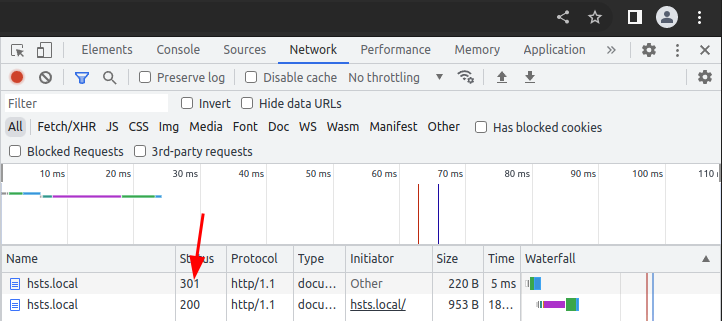 Elements Console Sources Network Performance Memory Application »
Preserve log Disable cache No throttling
Filter Invert Hide data URLs
All Fetch/XHR JS CSS Img Media Font Doc WS Wasm Manifest Other Has blocked cookies
Blocked Requests 3rd-party requests
10 ms 20 ms 30 ms 40 ms 50 ms 60 ms 70 ms 80 ms 90 ms 100 ms 110
Name Status Protocol Type Initiator Size Time Waterfall
hsts.local 301 http/1.1 docu... Other 220 B 5 ms
hsts.local 200 http/1.1 docu... hsts.local/ 953 B 18...